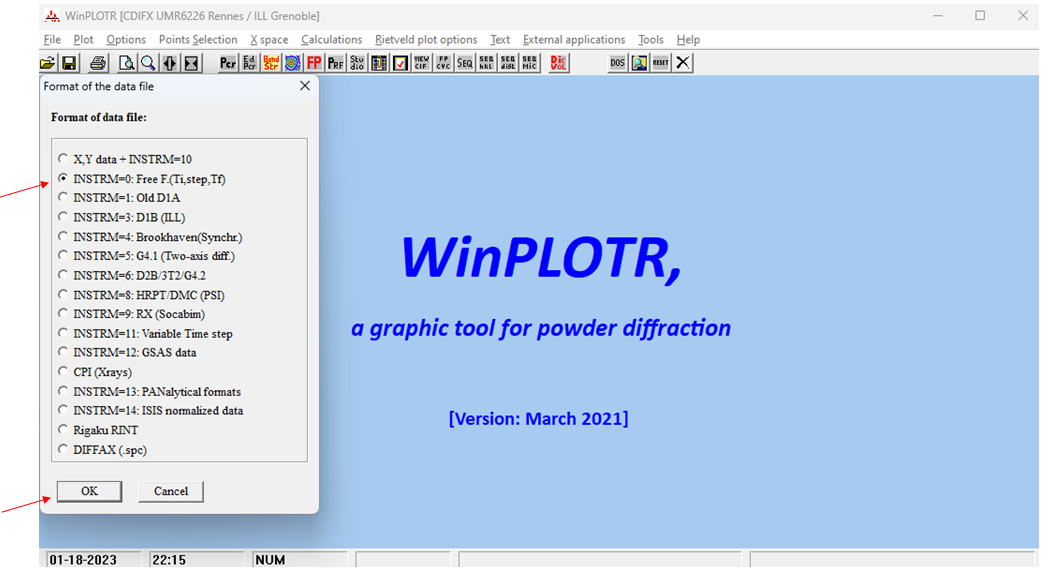 WinPLOTR [CDIFX UMR6226 Rennes / ILL Grenoble]
File Plot Options Points Selection X space Calculations Rietveld plot options Text External applications Tools Help
Pcr Ed Pcr Bond Str FP PRF Stu dio VIEW CIF FP CYC SEQ SEQ hkl SEQ dist SEQ Mic Dic VOL DOS RESET
Format of the data file
Format of data file:
X,Y data + INSTRM=10
INSTRM=0: Free F.(Ti,step,Tf)
INSTRM=1: Old D1A
INSTRM=3: D1B (ILL)
INSTRM=4: Brookhaven(Synchr.)
INSTRM=5: G4.1 (Two-axis diff.)
INSTRM=6: D2B/3T2/G4.2
INSTRM=8: HRPT/DMC (PSI)
INSTRM=9: RX (Socabim)
INSTRM=11: Variable Time step
INSTRM=12: GSAS data
CPI (Xrays)
INSTRM=13: PANalytical formats
INSTRM=14: ISIS normalized data
Rigaku RINT
DIFFAX (.spc)
OK Cancel
WinPLOTR,
a graphic tool for powder diffraction
[Version: March 2021]
01-18-2023 22:15 NUM